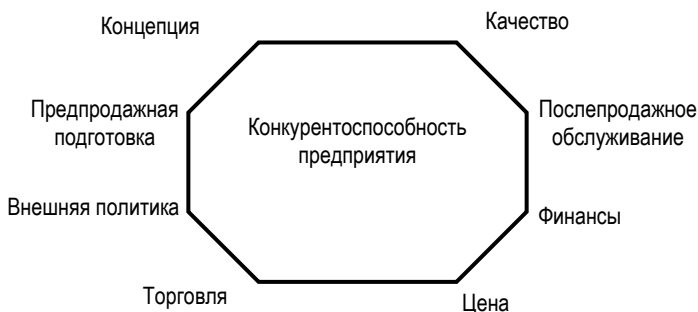 Концепция
Качество
Предпродажная
подготовка
Конкурентоспособность
предприятия
Послепродажное
обслуживание
Внешняя политика
Финансы
Торговля
Цена